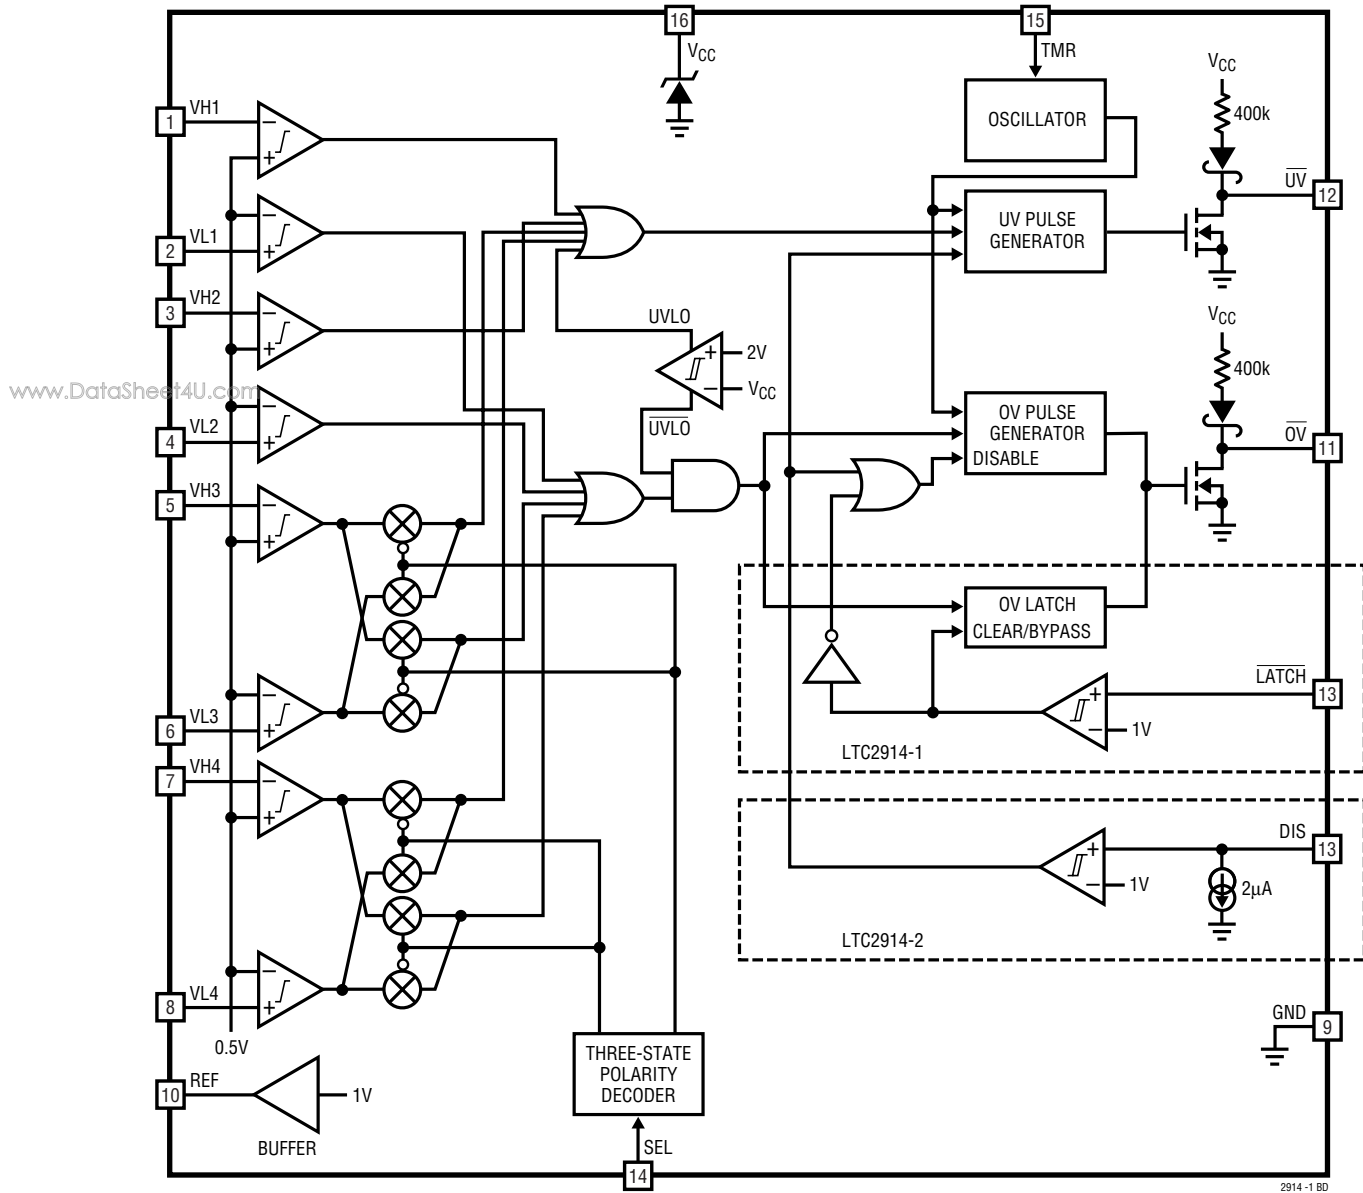 16
VCC
15
TMR
OSCILLATOR
VCC
400k
UV
12
1
VH1
−
+
2
VL1
−
+
3
VH2
−
+
4
VL2
−
+
5
VH3
−
+
6
VL3
−
+
7
VH4
−
+
8
VL4
−
+
0.5V
10
REF
1V
BUFFER
UVLO
+
2V
−
VCC
UVLO
UV PULSE
GENERATOR
OV PULSE
GENERATOR
DISABLE
VCC
400k
OV
11
OV LATCH
CLEAR/BYPASS
LATCH
13
+
−
1V
LTC2914-1
DIS
13
+
−
1V
2µA
LTC2914-2
GND
9
THREE-STATE
POLARITY
DECODER
SEL
14
2914 -1 BD
www.DataSheet4U.com